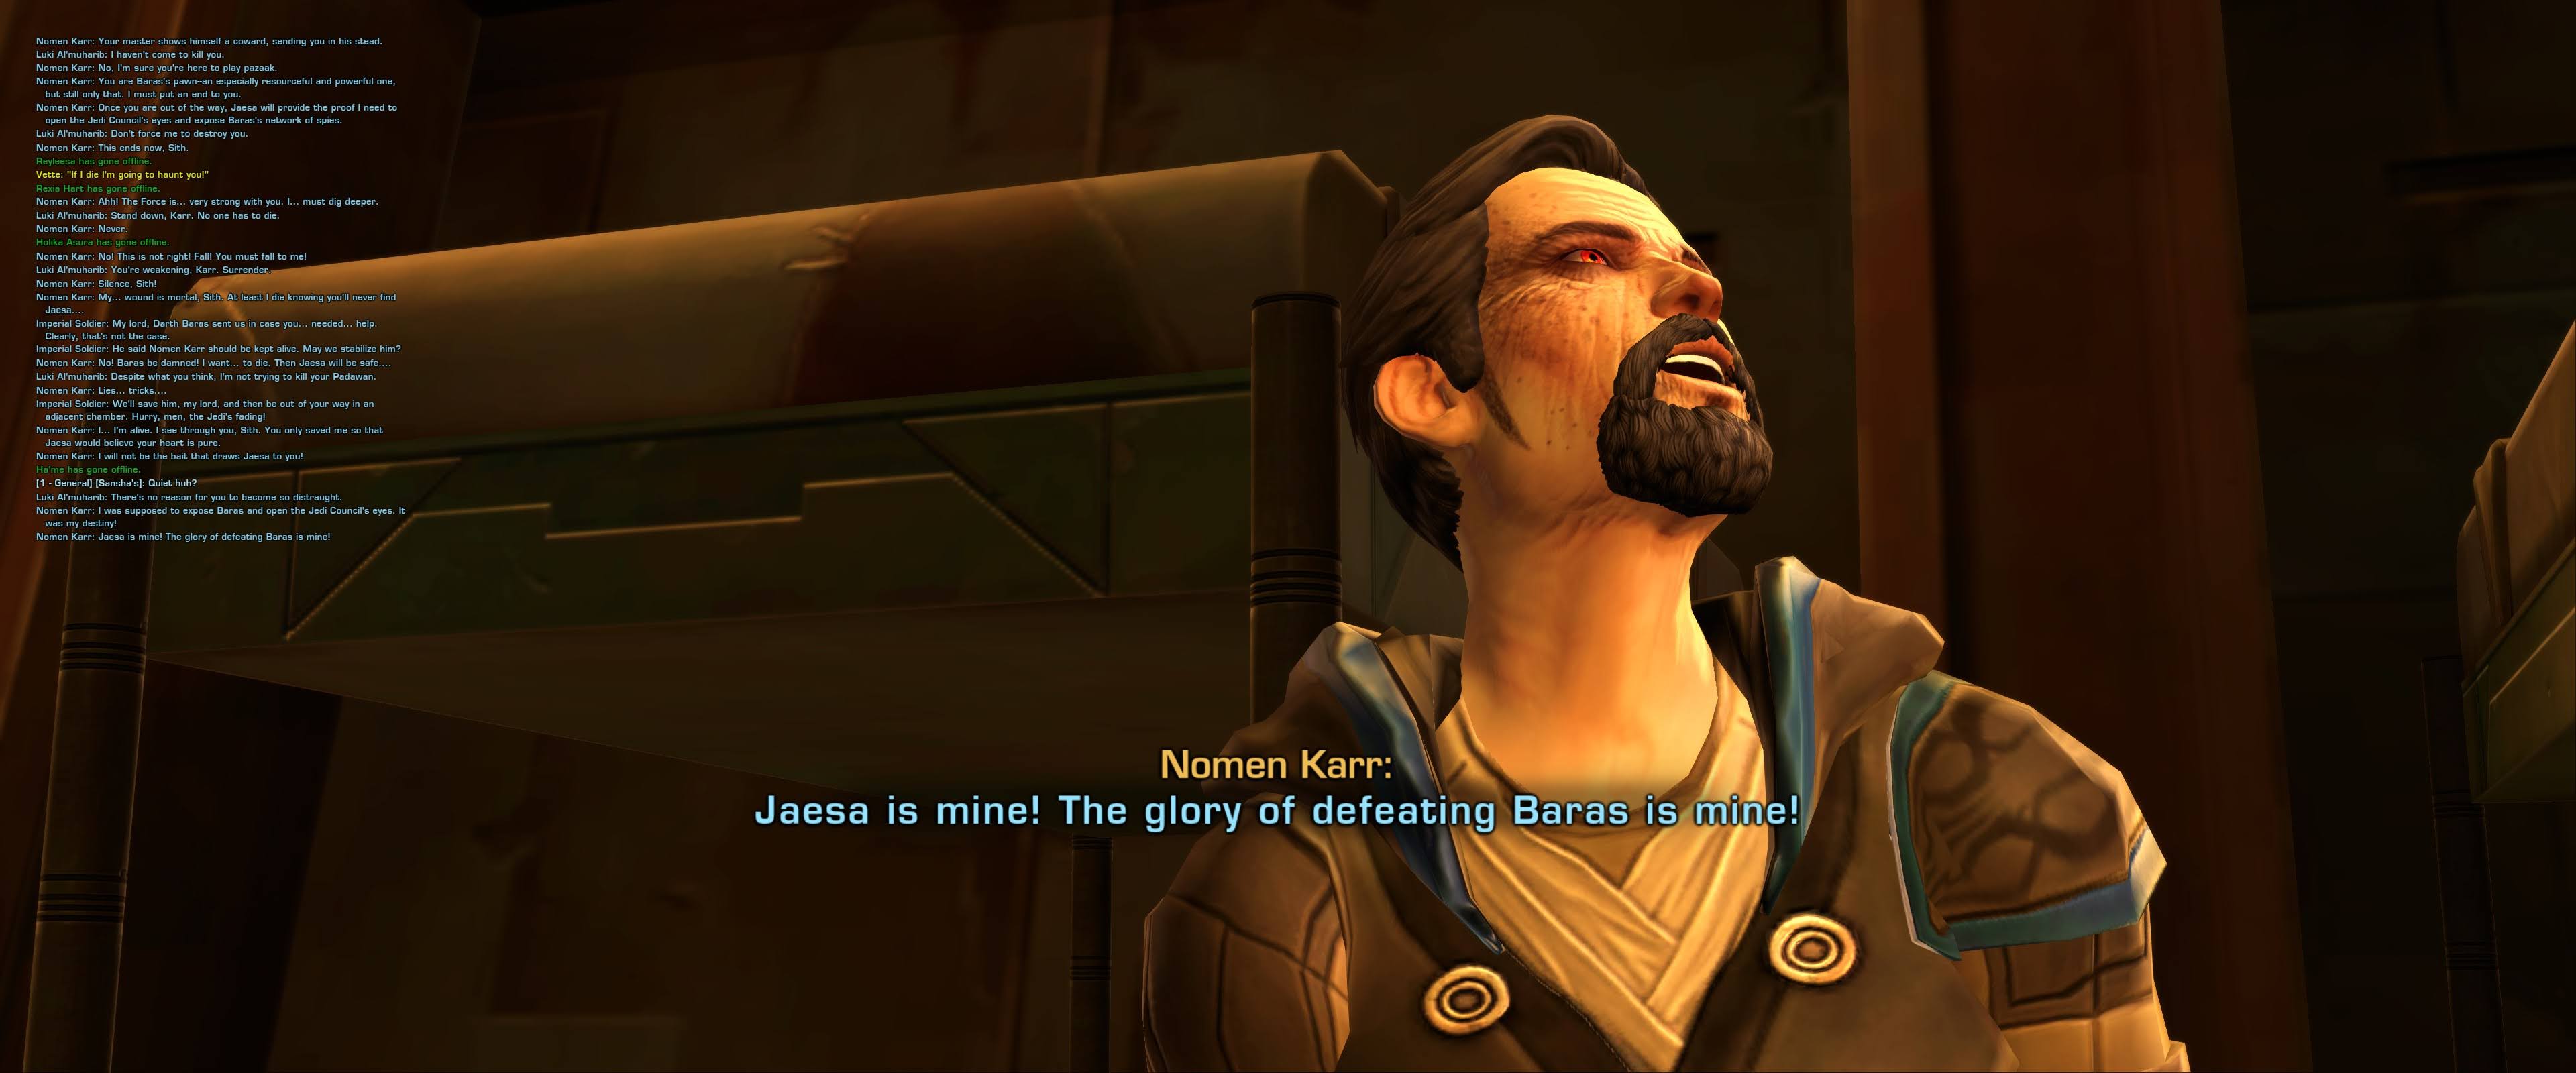 Nomen Karr: Your master shows himself a coward, sending you in his stead.
Luki Al'muharib: I haven't come to kill you.
Nomen Karr: No, I'm sure you're here to play pazaak.
Nomen Karr: You are Baras's pawn—an especially resourceful and powerful one,
but still only that. I must put an end to you.
Nomen Karr: Once you are out of the way, Jaesa will provide the proof I need to
open the Jedi Council's eyes and expose Baras's network of spies.
Luki Al'muharib: Don't force me to destroy you.
Nomen Karr: This ends now, Sith.
Reyleesa has gone offline.
Vette: "If I die I'm going to haunt you!"
Rexia Hart has gone offline.
Nomen Karr: Ahh! The Force is... very strong with you. I... must dig deeper.
Luki Al'muharib: Stand down, Karr. No one has to die.
Nomen Karr: Never.
Holika Asura has gone offline.
Nomen Karr: No! This is not right! Fall! You must fall to me!
Luki Al'muharib: You're weakening, Karr. Surrender.
Nomen Karr: Silence, Sith!
Nomen Karr: My... wound is mortal, Sith. At least I die knowing you'll never find
Jaesa....
Imperial Soldier: My lord, Darth Baras sent us in case you... needed... help.
Clearly, that's not the case.
Imperial Soldier: He said Nomen Karr should be kept alive. May we stabilize him?
Nomen Karr: No! Baras be damned! I want... to die. Then Jaesa will be safe....
Luki Al'muharib: Despite what you think, I'm not trying to kill your Padawan.
Nomen Karr: Lies... tricks....
Imperial Soldier: We'll save him, my lord, and then be out of your way in an
adjacent chamber. Hurry, men, the Jedi's fading!
Nomen Karr: I... I'm alive. I see through you, Sith. You only saved me so that
Jaesa would believe your heart is pure.
Nomen Karr: I will not be the bait that draws Jaesa to you!
Ha'me has gone offline.
[1 - General] [Sansha's]: Quiet huh?
Luki Al'muharib: There's no reason for you to become so distraught.
Nomen Karr: I was supposed to expose Baras and open the Jedi Council's eyes. It
was my destiny!
Nomen Karr: Jaesa is mine! The glory of defeating Baras is mine!
Nomen Karr:
Jaesa is mine! The glory of defeating Baras is mine!